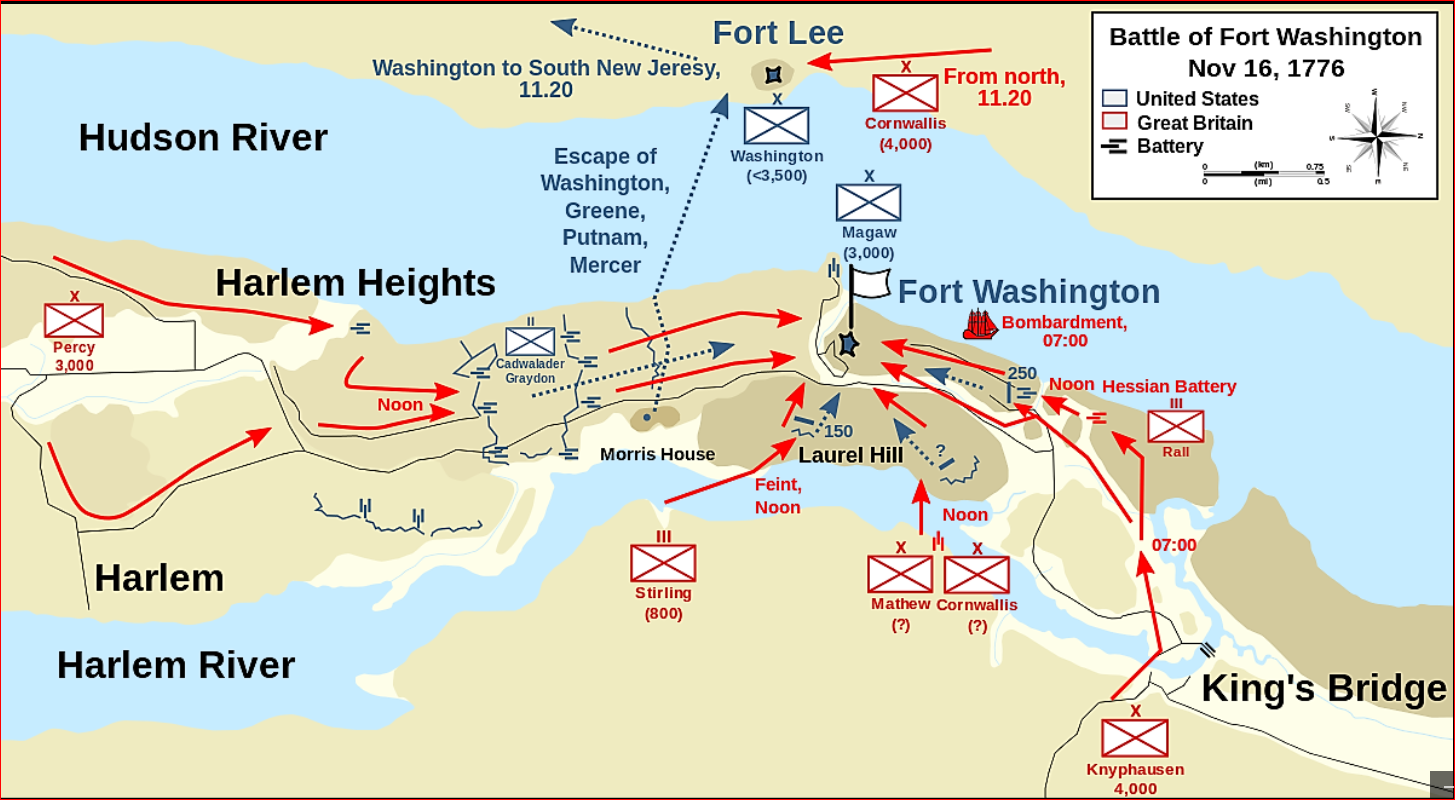 Battle of Fort Washington
Nov 16, 1776
United States
Great Britain
Battery
0 (km) 0.75
0 (mi) 0.5
W
NW
N
NE
E
SE
S
SW
Fort Lee
Washington to South New Jeresy,
11.20
From north,
11.20
X
Cornwallis
(4,000)
X
Washington
(<3,500)
Hudson River
Escape of
Washington,
Greene,
Putnam,
Mercer
X
Magaw
(3,000)
Harlem Heights
Fort Washington
Bombardment,
07:00
X
Percy
3,000
II
Cadwalader
Graydon
250
Noon
Hessian Battery
III
Rall
Noon
150
Morris House
Laurel Hill
?
Feint,
Noon
Noon
07:00
III
Stirling
(800)
X
Mathew
(?)
X
Cornwallis
(?)
Harlem
Harlem River
King's Bridge
X
Knyphausen
4,000